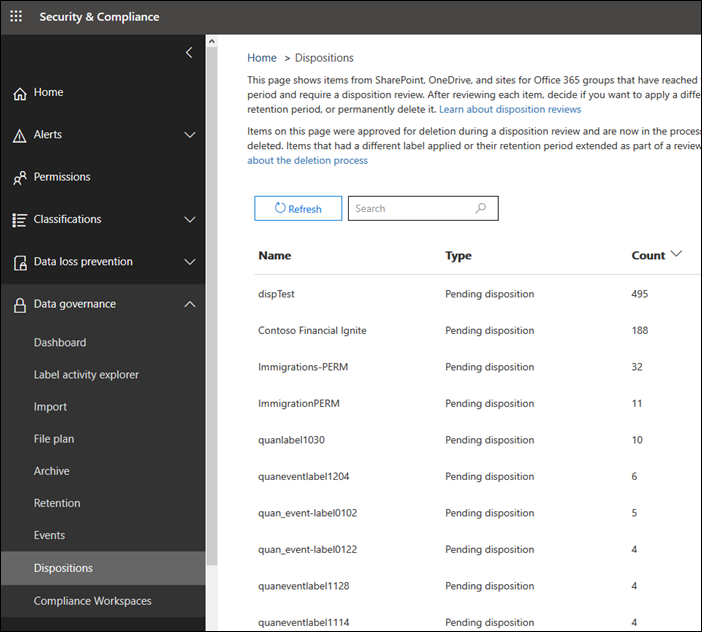 Security & Compliance
Home
Alerts
Permissions
Classifications
Data loss prevention
Data governance
Dashboard
Label activity explorer
Import
File plan
Archive
Retention
Events
Dispositions
Compliance Workspaces
Home > Dispositions
This page shows items from SharePoint, OneDrive, and sites for Office 365 groups that have reached
period and require a disposition review. After reviewing each item, decide if you want to apply a diffe
retention period, or permanently delete it. Learn about disposition reviews
Items on this page were approved for deletion during a disposition review and are now in the process
deleted. Items that had a different label applied or their retention period extended as part of a review
about the deletion process
Refresh Search
Name Type Count
dispTest Pending disposition 495
Contoso Financial Ignite Pending disposition 188
Immigrations-PERM Pending disposition 32
ImmigrationPERM Pending disposition 11
quanlabel1030 Pending disposition 10
quaneventlabel1204 Pending disposition 6
quan_event-label0102 Pending disposition 5
quan_event-label0122 Pending disposition 4
quaneventlabel1128 Pending disposition 4
quaneventlabel1114 Pending disposition 4